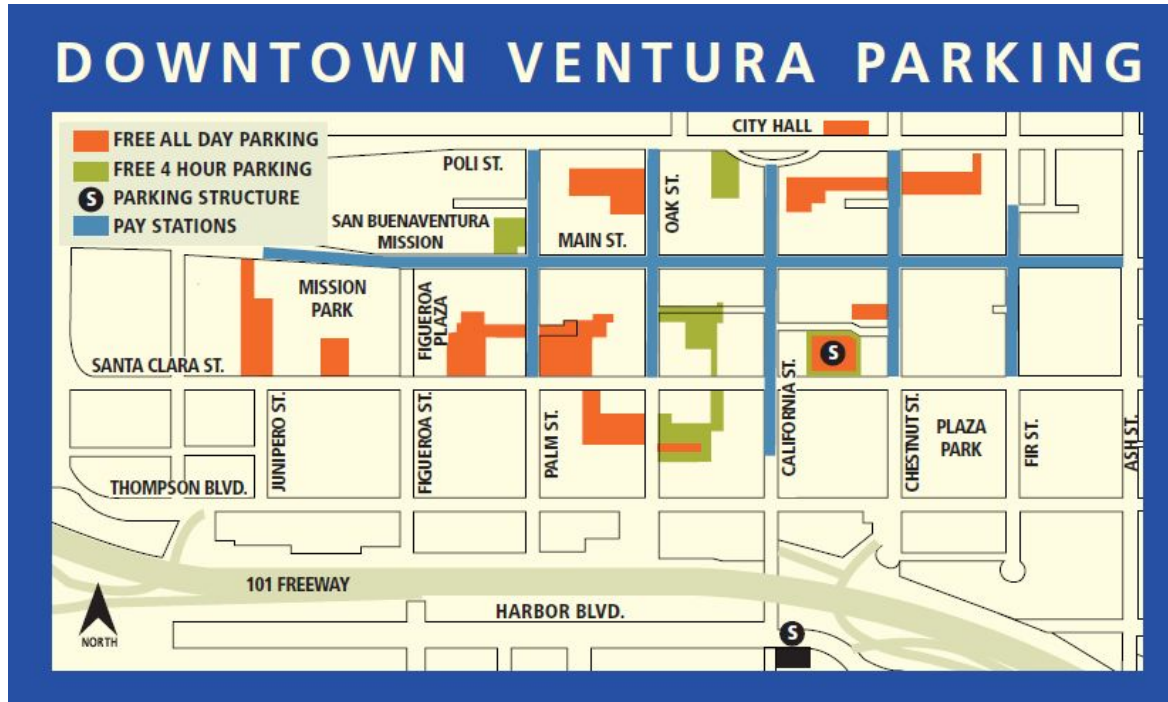 DOWNTOWN VENTURA PARKING
FREE ALL DAY PARKING
FREE 4 HOUR PARKING
S PARKING STRUCTURE
PAY STATIONS
CITY HALL
POLI ST.
OAK ST.
SAN BUENAVENTURA
MISSION
MAIN ST.
MISSION
PARK
FIGUEROA
PLAZA
SANTA CLARA ST.
S
CALIFORNIA ST.
JUNIPERO ST.
FIGUEROA ST.
PALM ST.
CHESTNUT ST.
PLAZA
PARK
FIR ST.
ASH ST.
THOMPSON BLVD.
101 FREEWAY
HARBOR BLVD.
NORTH
S